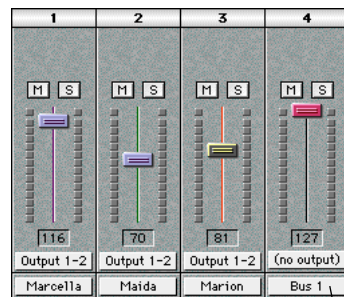 1 2 3 4
M S M S M S M S
116 70 81 127
Output 1-2 Output 1-2 Output 1-2 (no output)
Marcella Maida Marion Bus 1